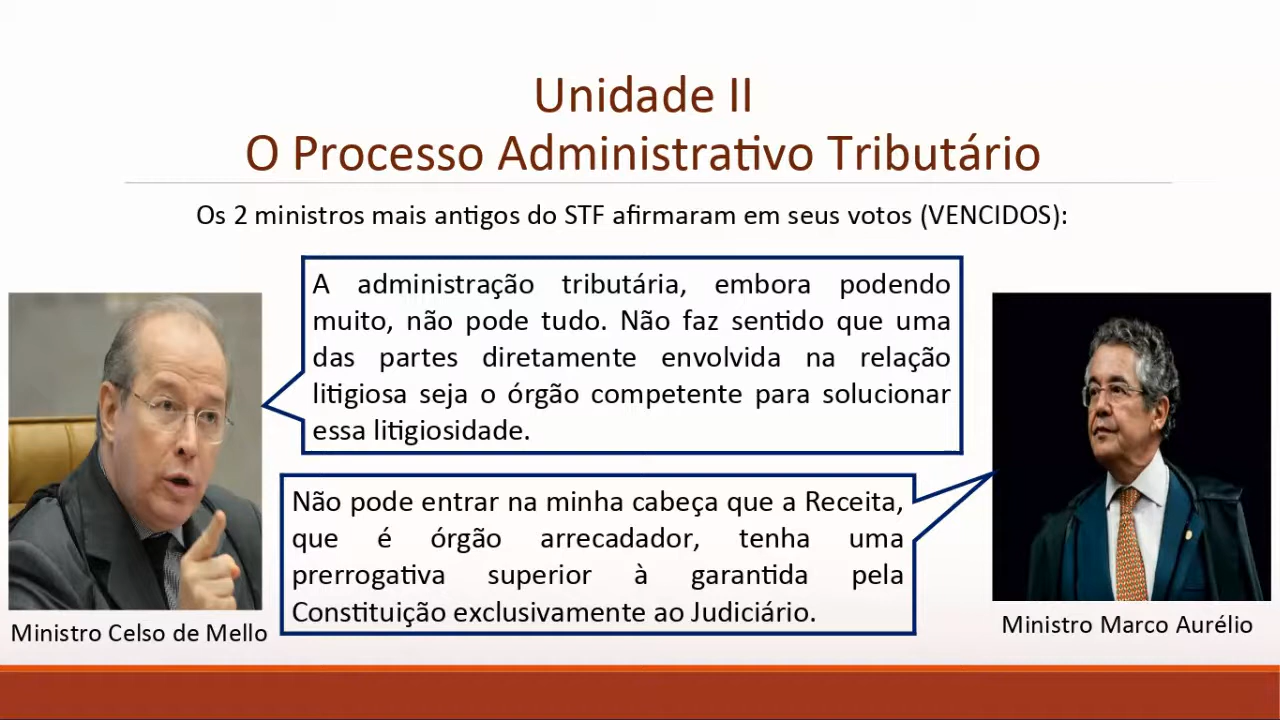 Unidade II
O Processo Administrativo Tributário
Os 2 ministros mais antigos do STF afirmaram em seus votos (VENCIDOS):
A administração tributária, embora podendo
muito, não pode tudo. Não faz sentido que uma
das partes diretamente envolvida na relação
litigiosa seja o órgão competente para solucionar
essa litigiosidade.
Não pode entrar na minha cabeça que a Receita,
que é órgão arrecadador, tenha uma
prerrogativa superior à garantida pela
Constituição exclusivamente ao Judiciário.
Ministro Celso de Mello
Ministro Marco Aurélio